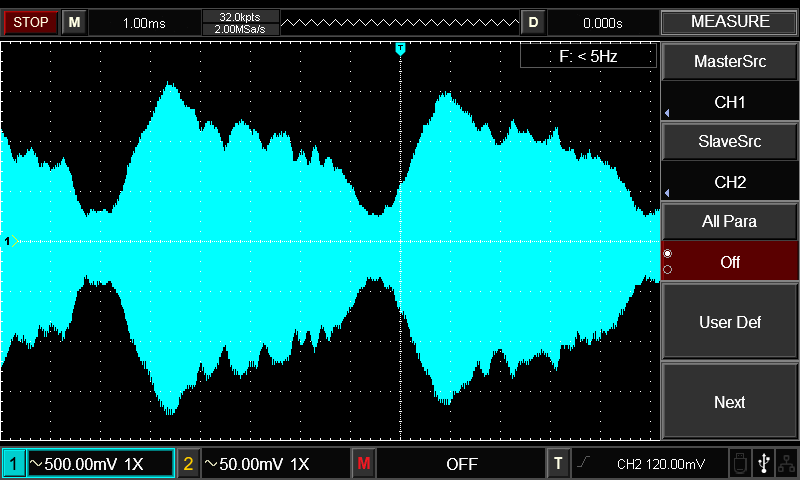 STOP M 1.00ms 32.0kpts D 0.000s MEASURE
2.00MSa/s
T
F: < 5Hz
MasterSrc
CH1
SlaveSrc
CH2
All Para
1
Off
User Def
Next
1 ~500.00mV 1X 2 ~50.00mV 1X M OFF T CH2 120.00mV